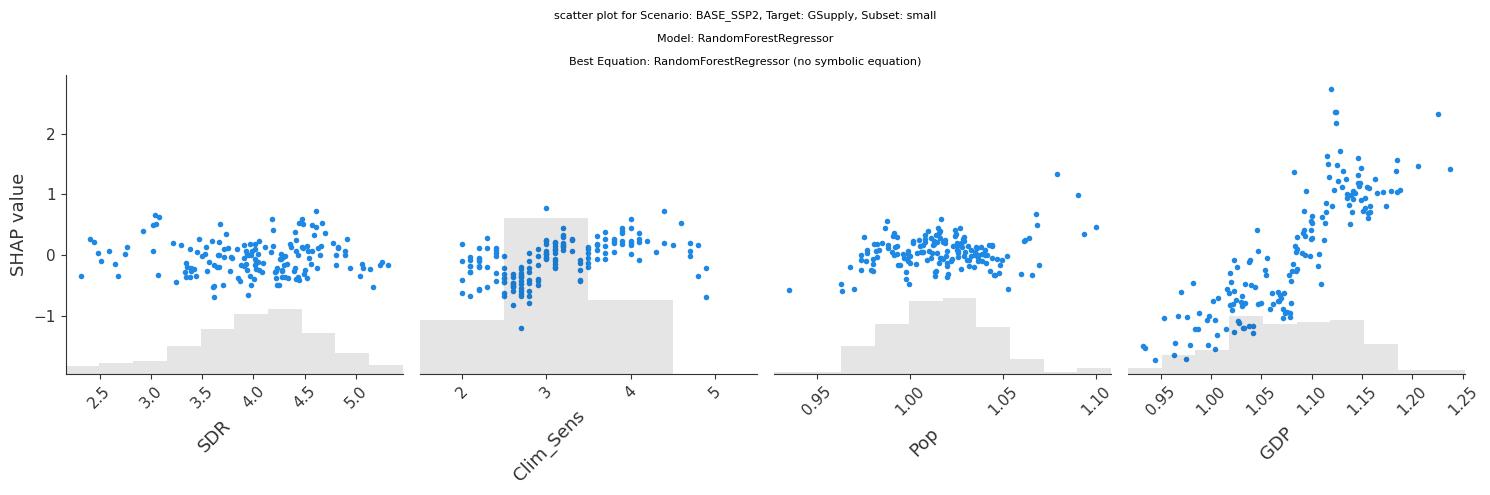 scatter plot for Scenario: BASE_SSP2, Target: GSupply, Subset: small
Model: RandomForestRegressor
Best Equation: RandomForestRegressor (no symbolic equation)
SHAP value
2
1
0
−1
2.5 3.0 3.5 4.0 4.5 5.0
SDR
2 3 4 5
Clim_Sens
0.95 1.00 1.05 1.10
Pop
0.95 1.00 1.05 1.10 1.15 1.20 1.25
GDP